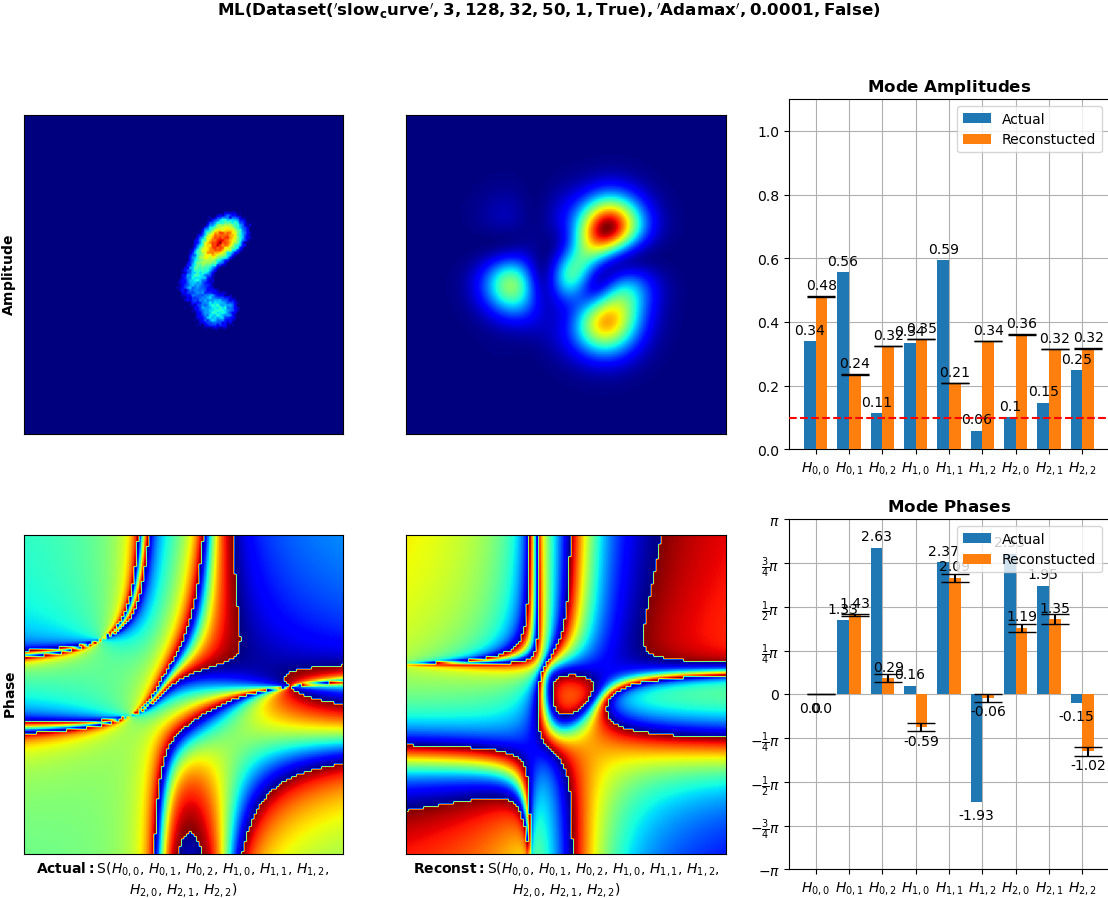 ML(Dataset('slow_curve', 3, 128, 32, 50, 1, True), 'Adamax', 0.0001, False)
Amplitude
Mode Amplitudes
Actual
Reconstucted
1.0
0.8
0.6
0.4
0.2
0.0
0.34 0.56 0.11 0.34 0.59 0.06 0.1 0.15 0.25
0.48 0.24 0.32 0.35 0.21 0.34 0.36 0.32 0.32
H0,0 H0,1 H0,2 H1,0 H1,1 H1,2 H2,0 H2,1 H2,2
Phase
Actual: S(H0,0, H0,1, H0,2, H1,0, H1,1, H1,2,
H2,0, H2,1, H2,2)
Reconst: S(H0,0, H0,1, H0,2, H1,0, H1,1, H1,2,
H2,0, H2,1, H2,2)
Mode Phases
Actual
Reconstucted
π
3/4π
1/2π
1/4π
0
−1/4π
−1/2π
−3/4π
−π
0.0 2.63 0.16 2.37 -1.93 1.95 -0.15
0.0 1.43 0.29 -0.59 2.09 -0.06 1.19 1.35 -1.02
H0,0 H0,1 H0,2 H1,0 H1,1 H1,2 H2,0 H2,1 H2,2